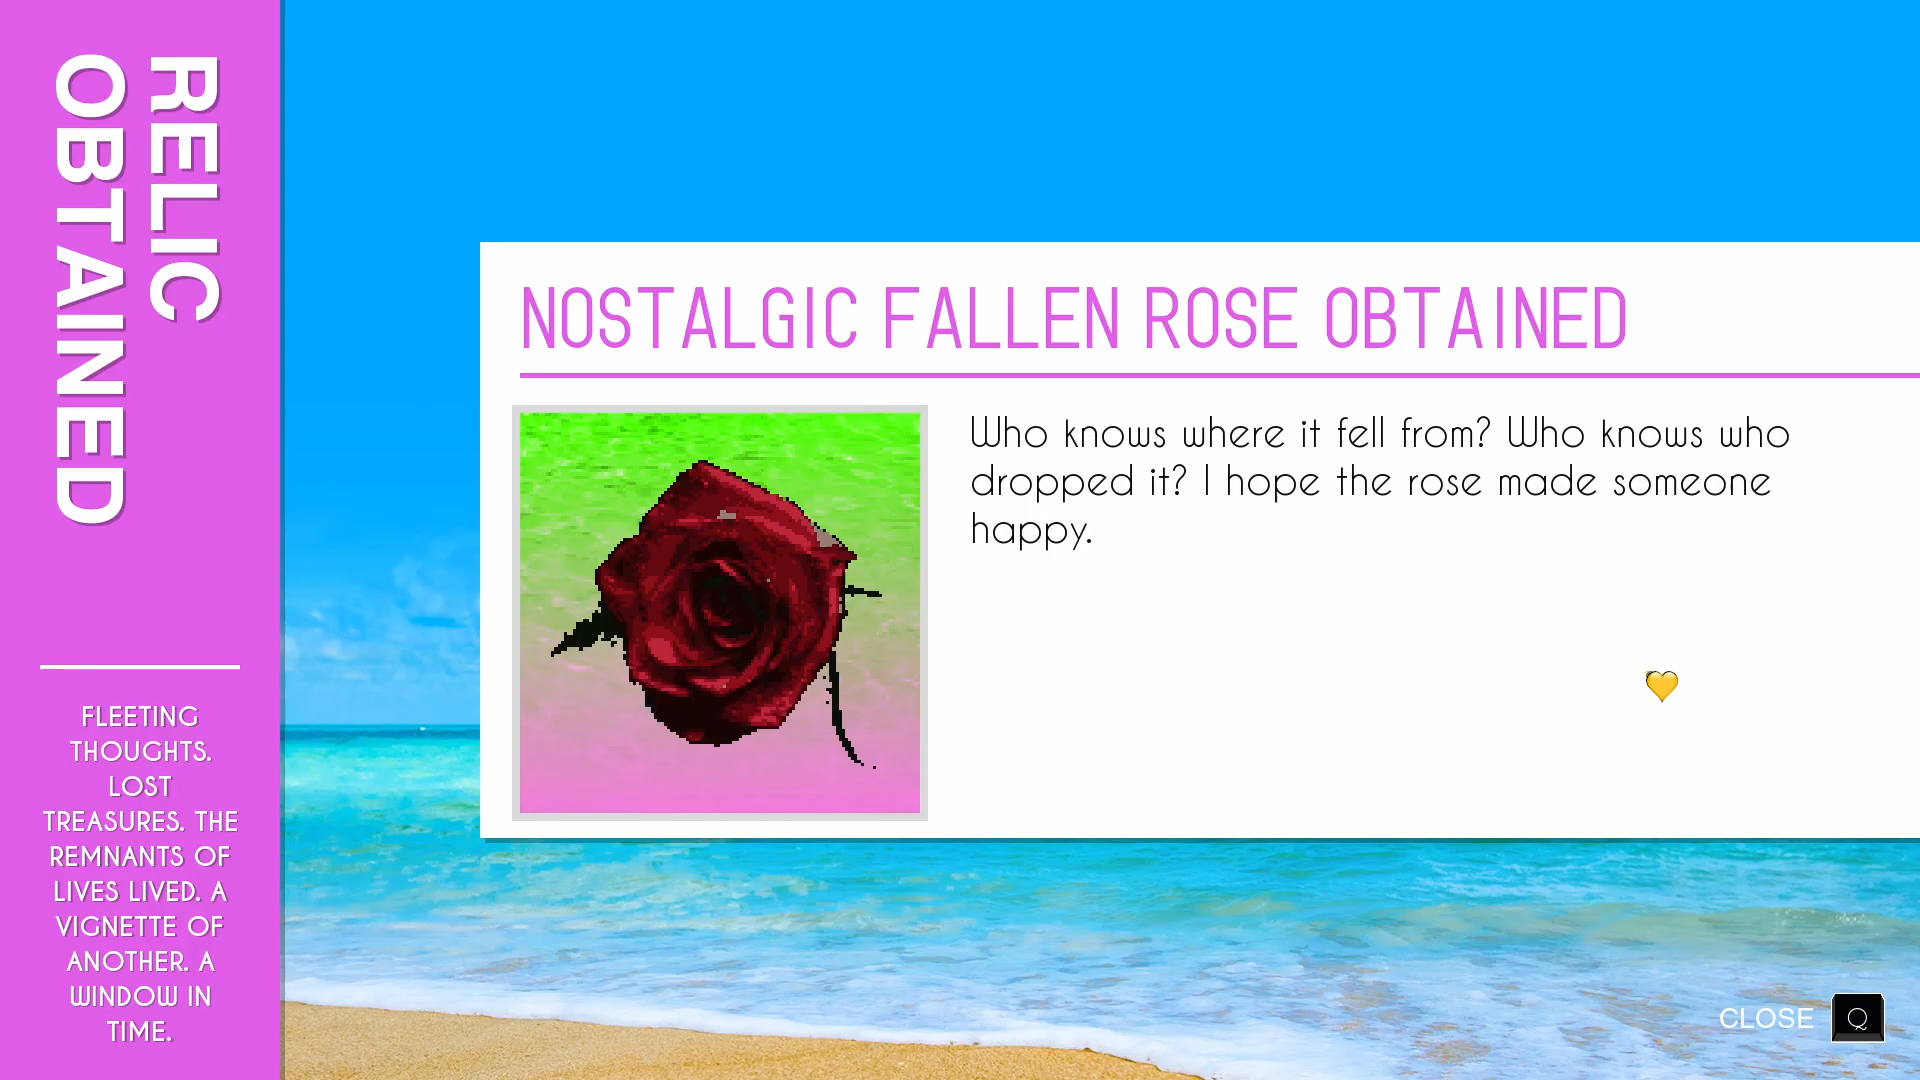 RELIC
OBTAINED
FLEETING
THOUGHTS.
LOST
TREASURES. THE
REMNANTS OF
LIVES LIVED. A
VIGNETTE OF
ANOTHER. A
WINDOW IN
TIME.
NOSTALGIC FALLEN ROSE OBTAINED
Who knows where it fell from? Who knows who
dropped it? I hope the rose made someone
happy.
CLOSE Q